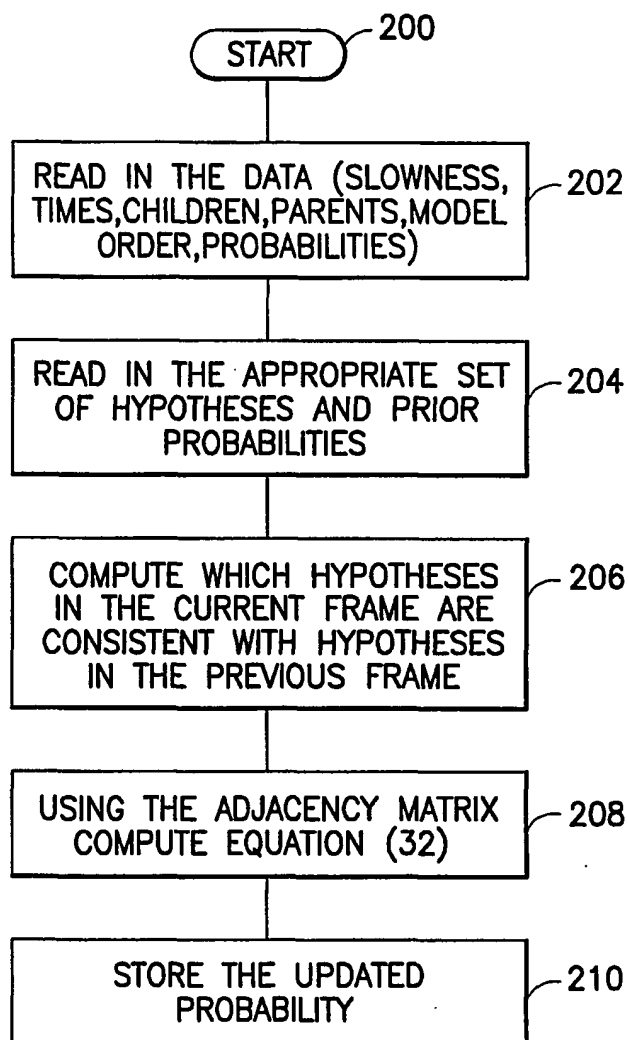 START
200
READ IN THE DATA (SLOWNESS,
TIMES,CHILDREN,PARENTS,MODEL
ORDER,PROBABILITIES)
202
READ IN THE APPROPRIATE SET
OF HYPOTHESES AND PRIOR
PROBABILITIES
204
COMPUTE WHICH HYPOTHESES
IN THE CURRENT FRAME ARE
CONSISTENT WITH HYPOTHESES
IN THE PREVIOUS FRAME
206
USING THE ADJACENCY MATRIX
COMPUTE EQUATION (32)
208
STORE THE UPDATED
PROBABILITY
210